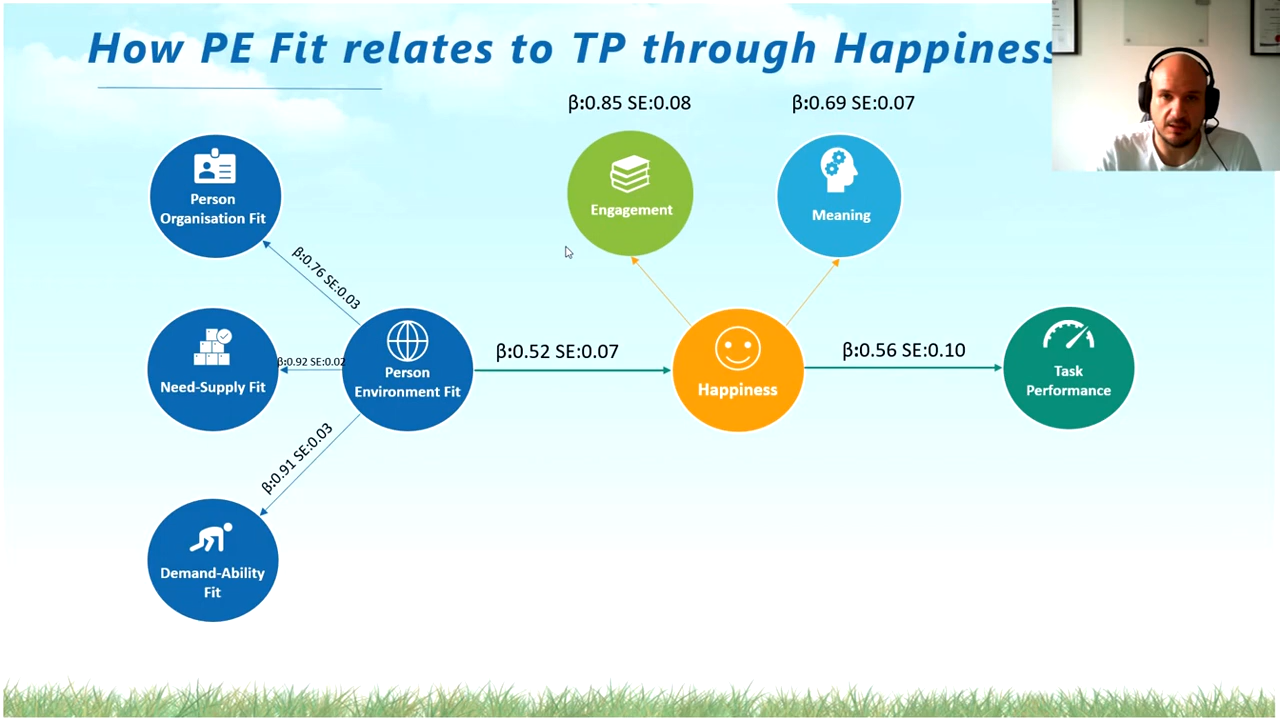 How PE Fit relates to TP through Happiness
β:0.85 SE:0.08
β:0.69 SE:0.07
Engagement
Meaning
Person
Organisation Fit
β:0.76 SE:0.03
Need-Supply Fit
β:0.92 SE:0.02
Person
Environment Fit
β:0.52 SE:0.07
Happiness
β:0.56 SE:0.10
Task
Performance
β:0.91 SE:0.03
Demand-Ability
Fit